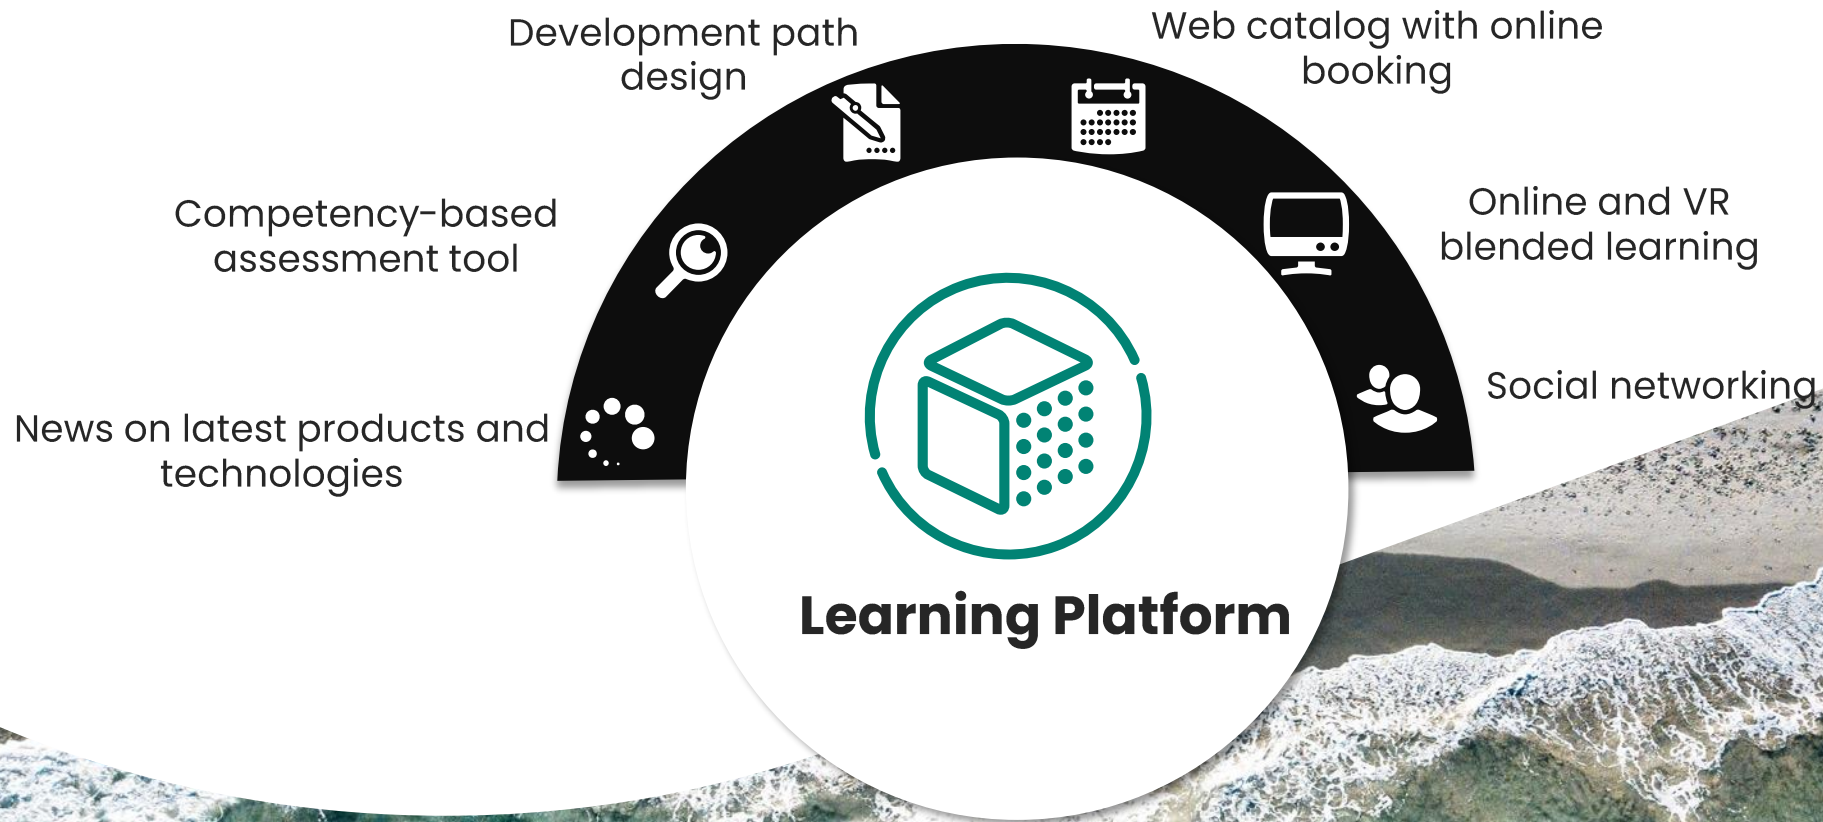 Development path
design
Web catalog with online
booking
Competency-based
assessment tool
Online and VR
blended learning
News on latest products and
technologies
Social networking
Learning Platform